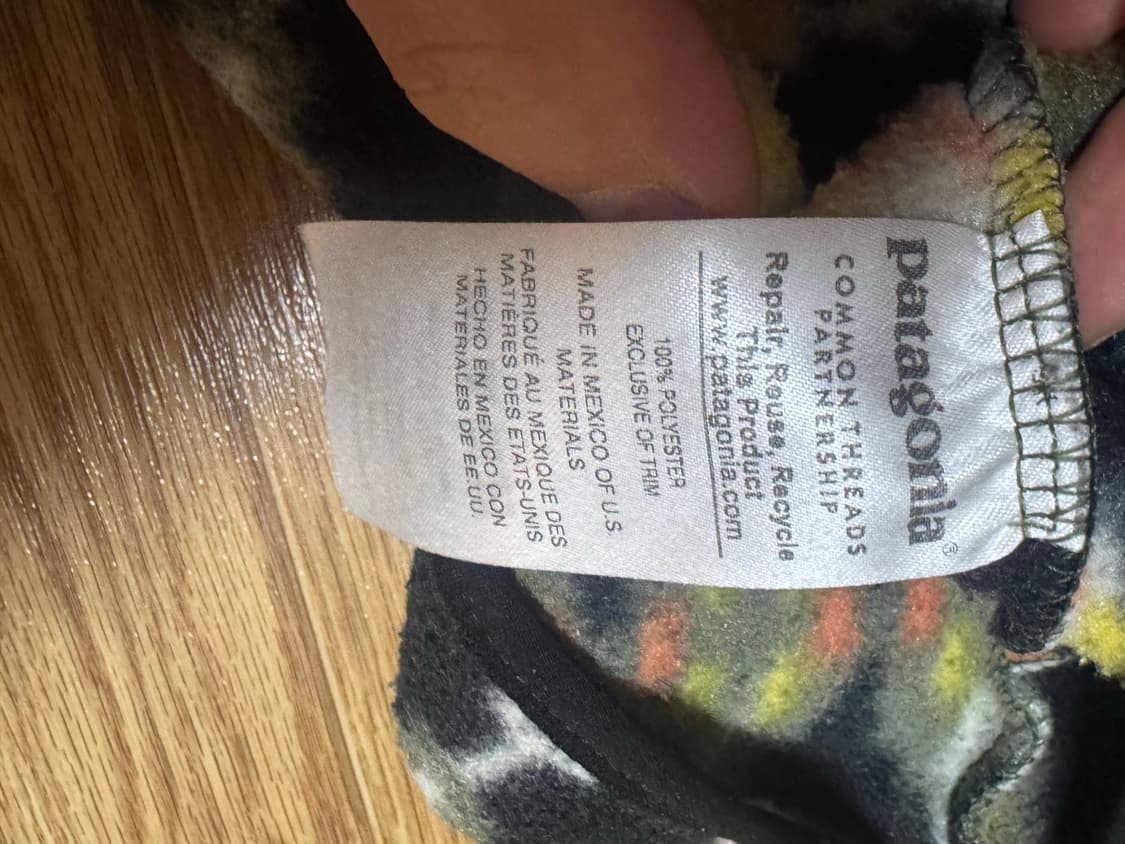 patagonia®
COMMON THREADS
PARTNERSHIP
Repair, Reuse, Recycle
This Product
www.patagonia.com
100% POLYESTER
EXCLUSIVE OF TRIM
MADE IN MEXICO OF U.S.
MATERIALS
FABRIQUÉ AU MEXIQUE DES
MATIÈRES DES ETATS-UNIS
HECHO EN MÉXICO CON
MATERIALES DE EE.UU.